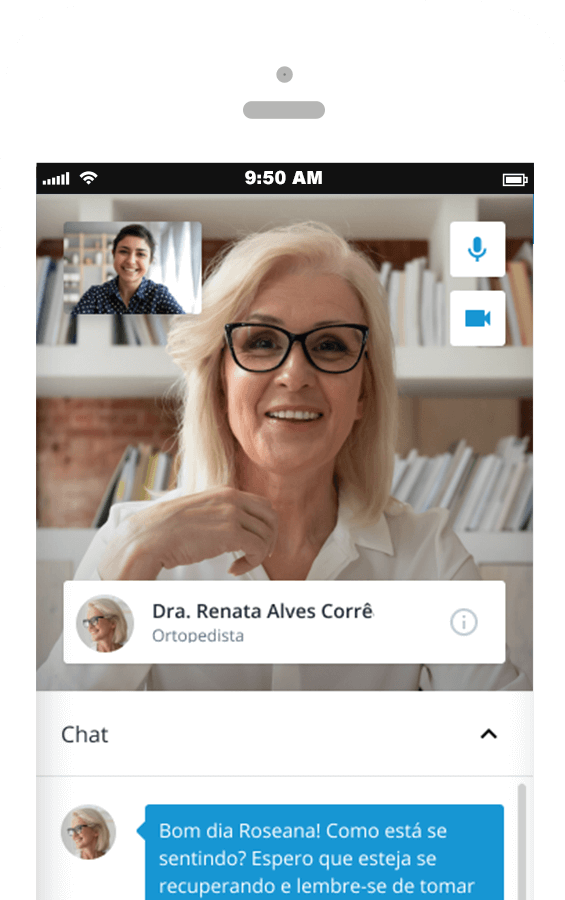 9:50 AM
Dra. Renata Alves Corrê
Ortopedista
Chat
Bom dia Roseana! Como está se
sentindo? Espero que esteja se
recuperando e lembre-se de tomar